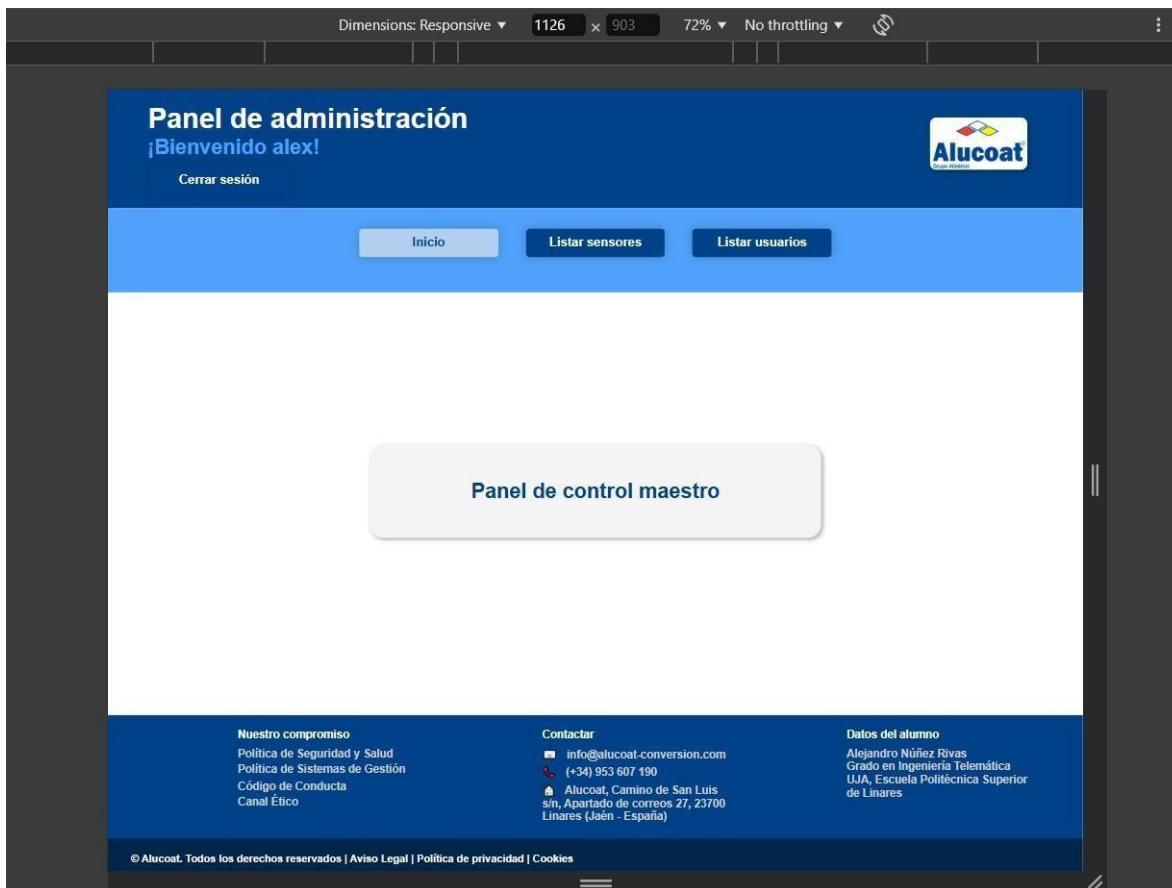 Dimensions: Responsive ▼ 1126 × 903 72% ▼ No throttling ▼
Panel de administración
¡Bienvenido alex!
Cerrar sesión
Alucoat
Inicio Listar sensores Listar usuarios
Panel de control maestro
Nuestro compromiso
Política de Seguridad y Salud
Política de Sistemas de Gestión
Código de Conducta
Canal Ético
Contactar
info@alucoat-conversion.com
(+34) 953 607 190
Alucoat, Camino de San Luis
s/n, Apartado de correos 27, 23700
Linares (Jaén - España)
Datos del alumno
Alejandro Núñez Rivas
Grado en Ingeniería Telemática
UJA, Escuela Politécnica Superior
de Linares
© Alucoat. Todos los derechos reservados | Aviso Legal | Política de privacidad | Cookies